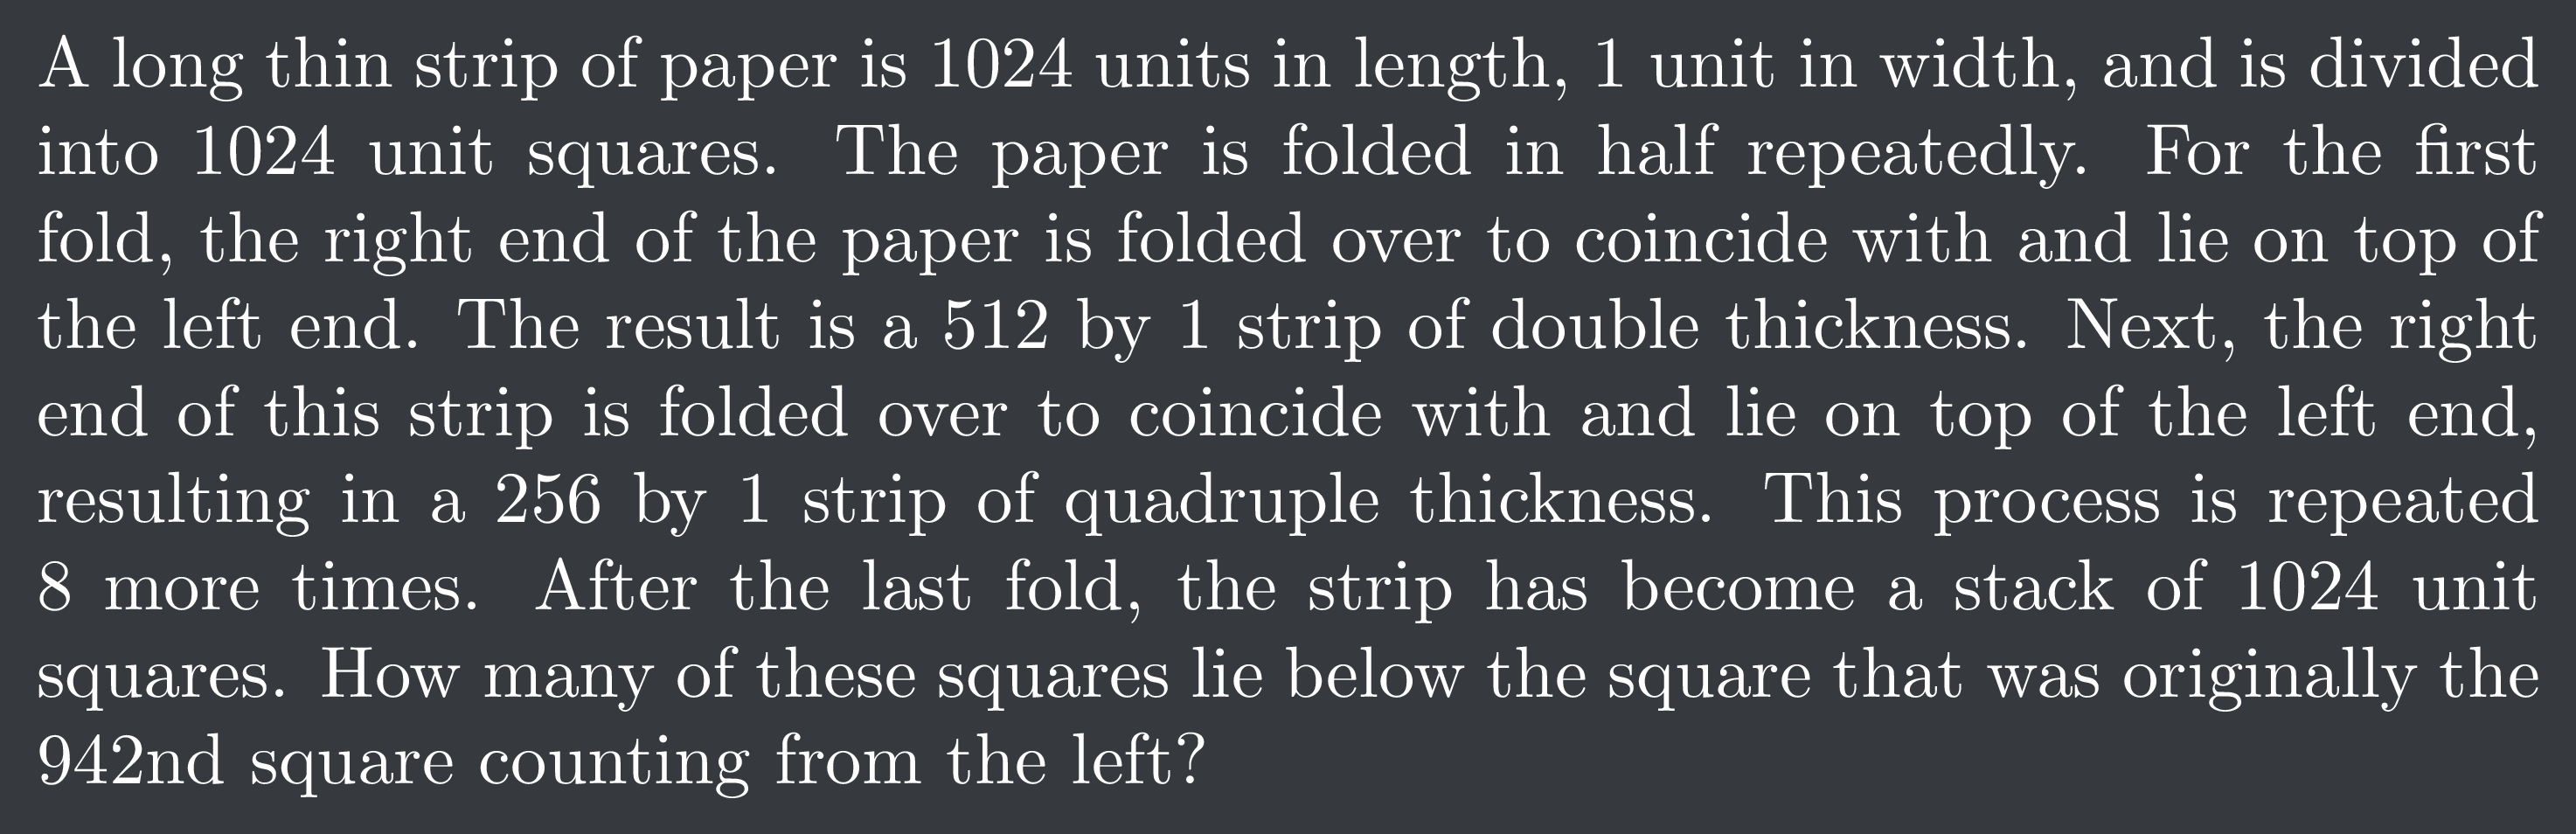 A long thin strip of paper is 1024 units in length, 1 unit in width, and is divided
into 1024 unit squares. The paper is folded in half repeatedly. For the first
fold, the right end of the paper is folded over to coincide with and lie on top of
the left end. The result is a 512 by 1 strip of double thickness. Next, the right
end of this strip is folded over to coincide with and lie on top of the left end,
resulting in a 256 by 1 strip of quadruple thickness. This process is repeated
8 more times. After the last fold, the strip has become a stack of 1024 unit
squares. How many of these squares lie below the square that was originally the
942nd square counting from the left?